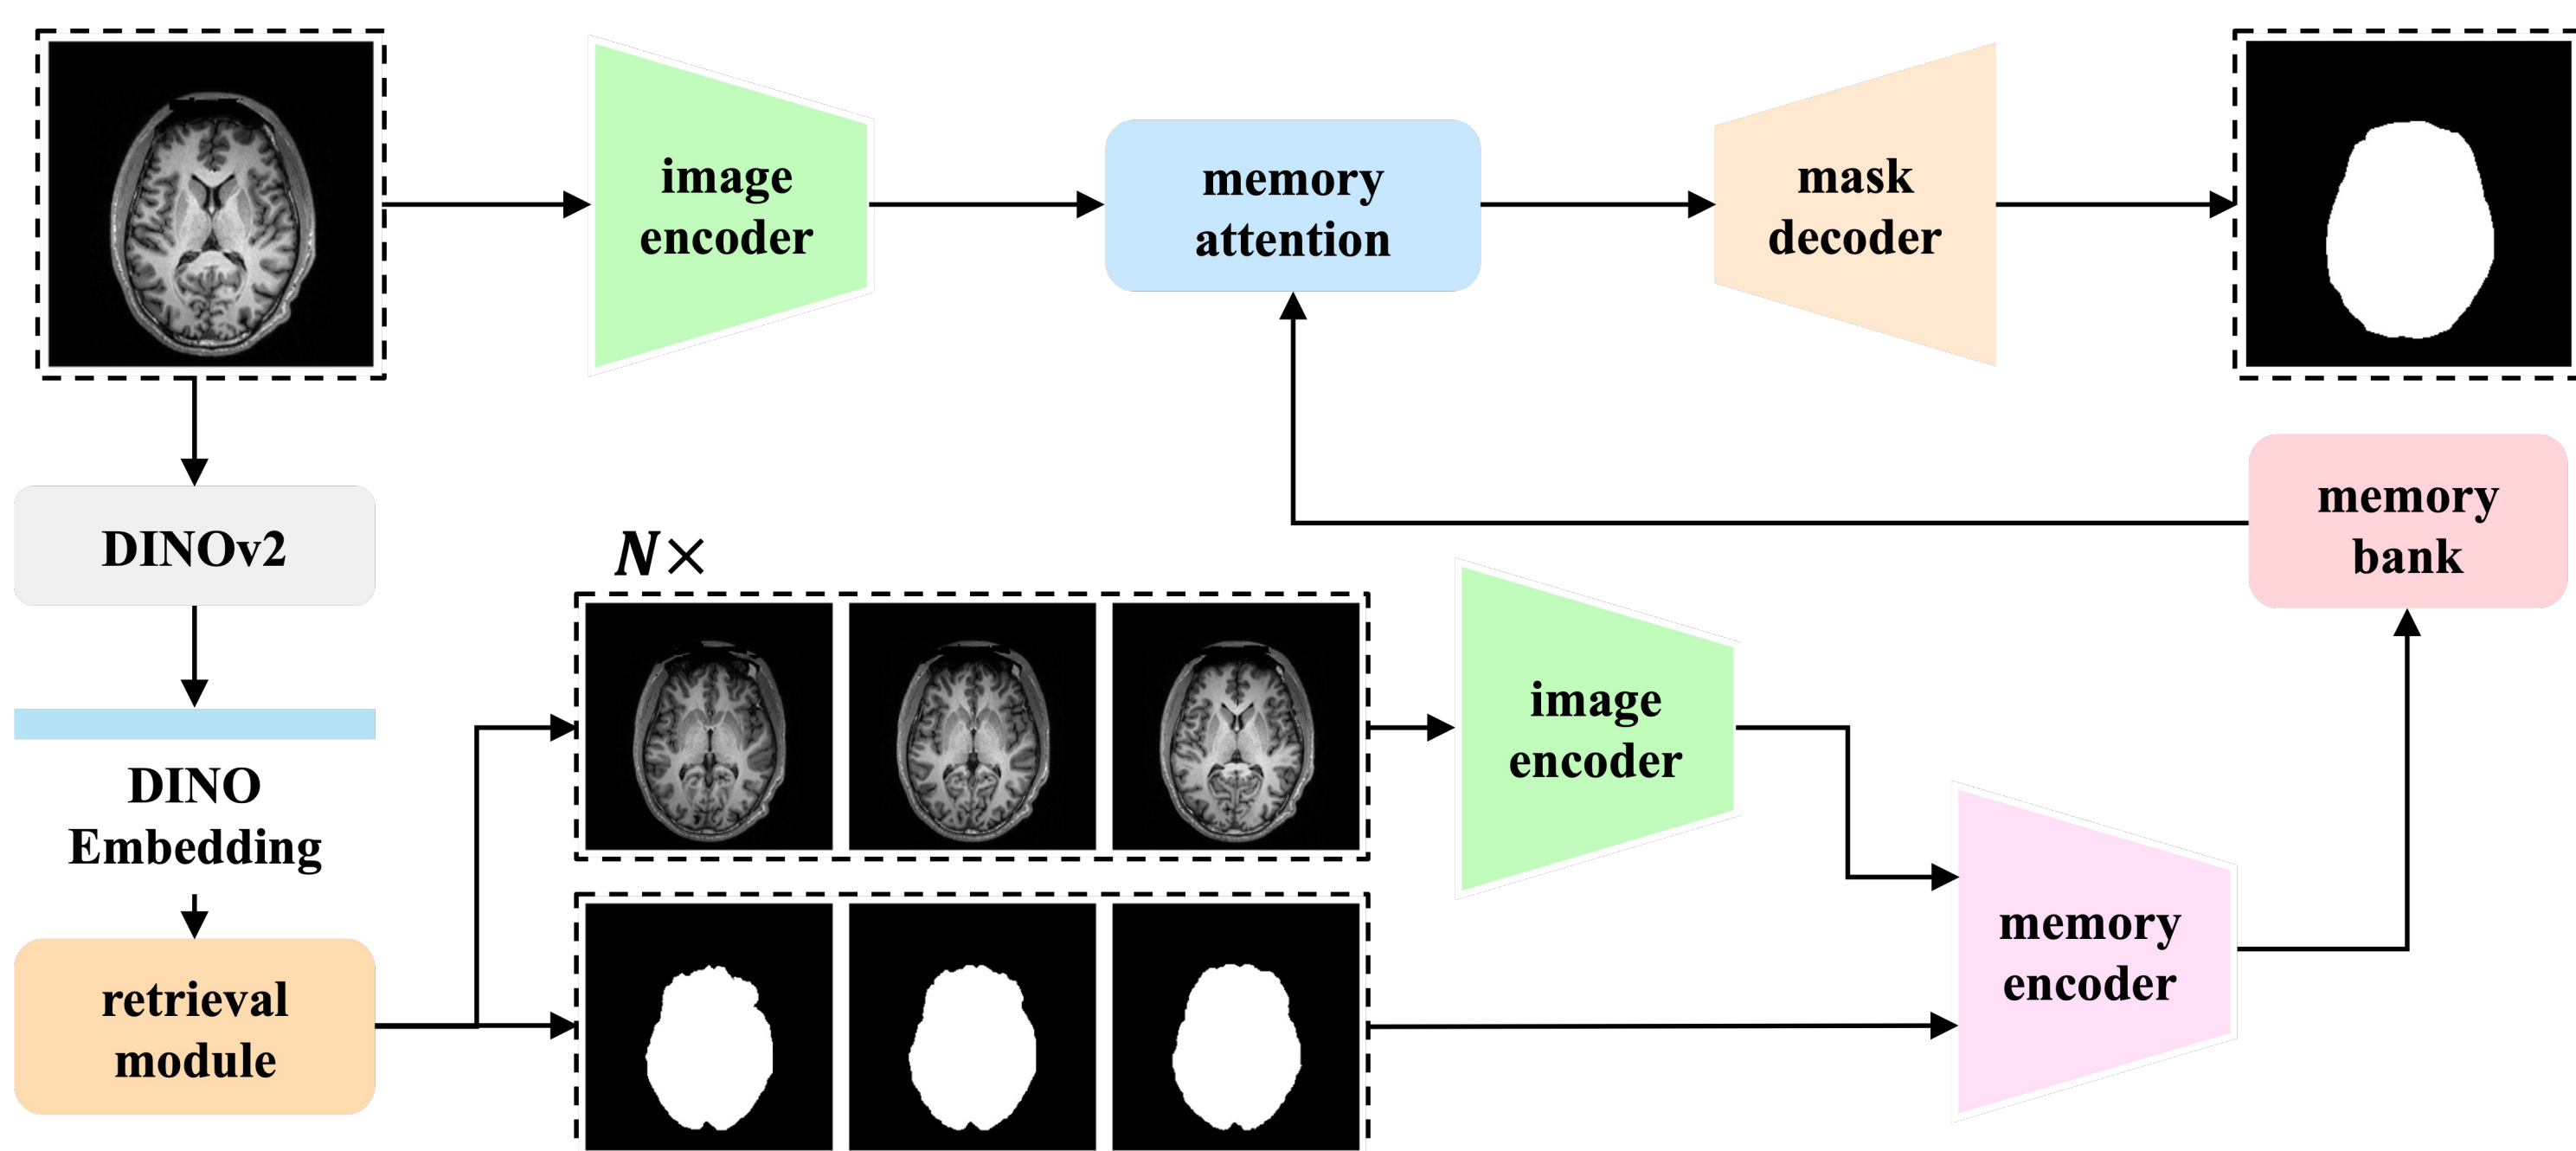 image
encoder
memory
attention
mask
decoder
DINOv2
DINO
Embedding
retrieval
module
N×
image
encoder
memory
encoder
memory
bank